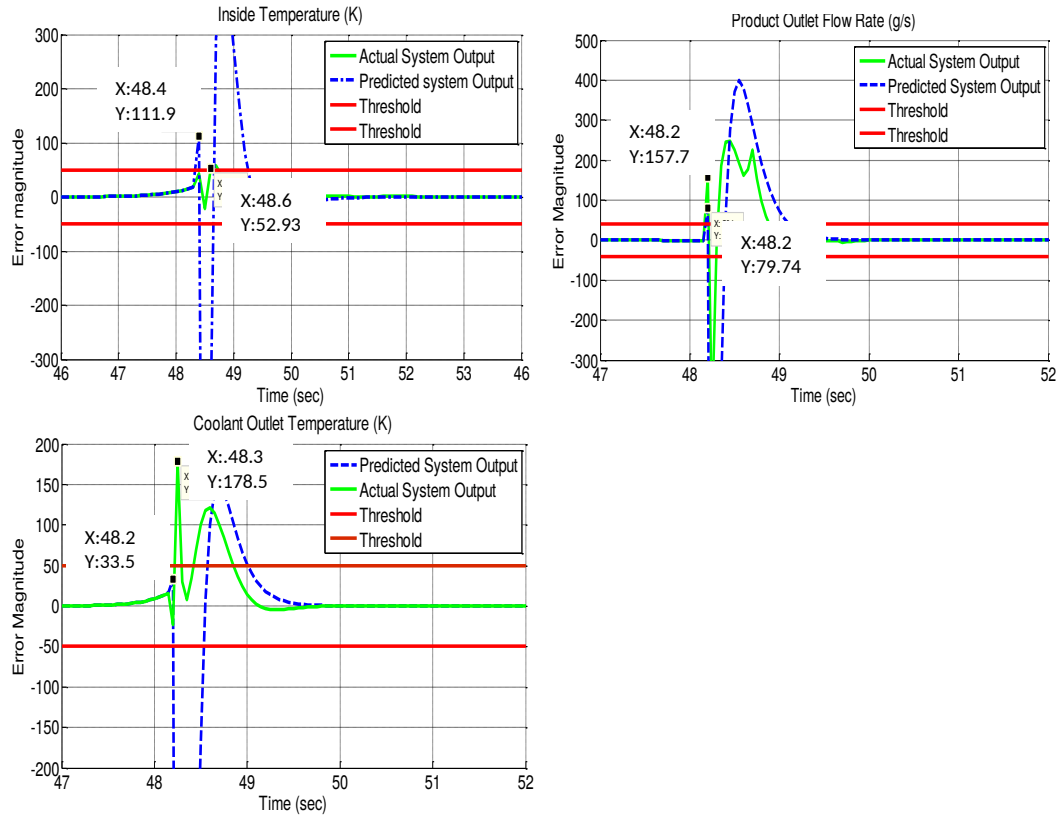 Inside Temperature (K)
Error magnitude
300
200
100
0
-100
-200
-300
46
47
48
49
50
51
52
53
46
Time (sec)
Actual System Output
Predicted system Output
Threshold
Threshold
X:48.4
Y:111.9
X
Y
X:48.6
Y:52.93
Product Outlet Flow Rate (g/s)
Error Magnitude
500
400
300
200
100
0
-100
-200
-300
47
48
49
50
51
52
Time (sec)
Actual System Output
Predicted System Output
Threshold
Threshold
X:48.2
Y:157.7
X:
Y:
X:48.2
Y:79.74
Coolant Outlet Temperature (K)
Error Magnitude
200
150
100
50
0
-50
-100
-150
-200
47
48
49
50
51
52
Time (sec)
Predicted System Output
Actual System Output
Threshold
Threshold
X:.48.3
Y:178.5
X
Y
X:48.2
Y:33.5